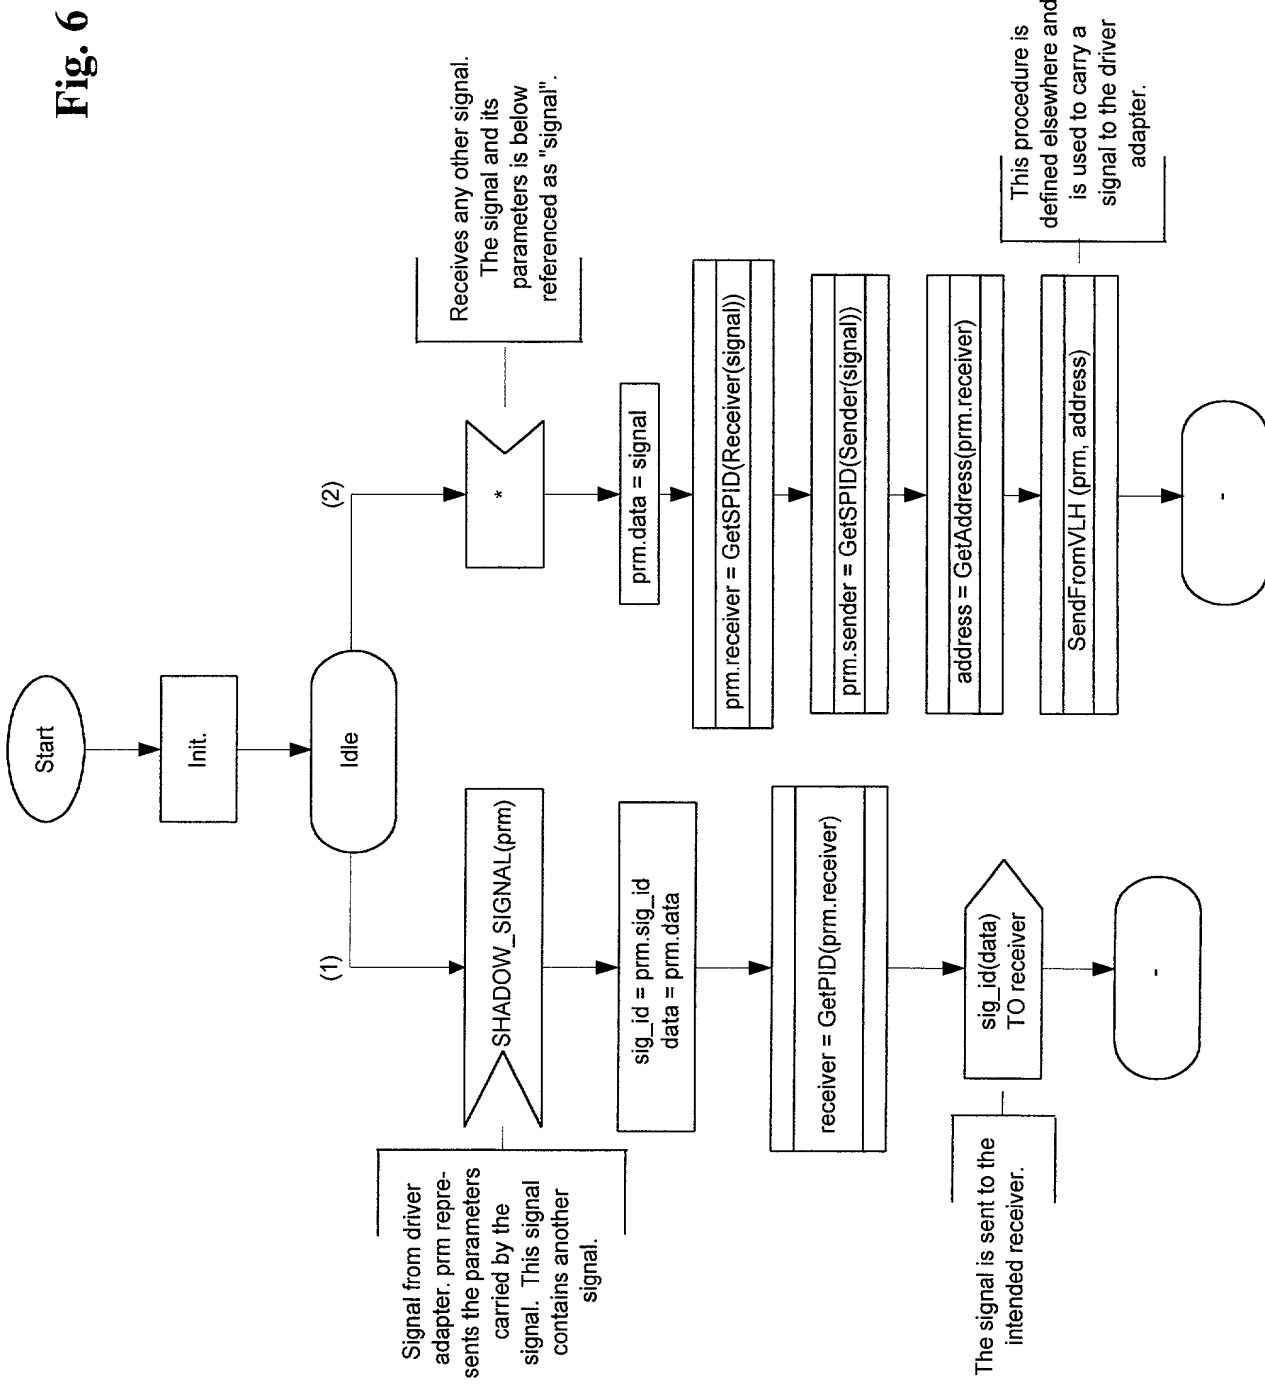 Fig. 6
Start
Init.
Idle
(1)
(2)
Signal from driver
adapter. prm repre-
sents the parameters
carried by the
signal. This signal
contains another
signal.
SHADOW_SIGNAL(prm)
sig_id = prm.sig_id
data = prm.data
receiver = GetPID(prm.receiver)
The signal is sent to the
intended receiver.
sig_id(data)
TO receiver
-
Receives any other signal.
The signal and its
parameters is below
referenced as "signal".
*
prm.data = signal
prm.receiver = GetSPID(Receiver(signal))
prm.sender = GetSPID(Sender(signal))
address = GetAddress(prm.receiver)
SendFromVLH (prm, address)
This procedure is
defined elsewhere and
is used to carry a
signal to the driver
adapter.
-